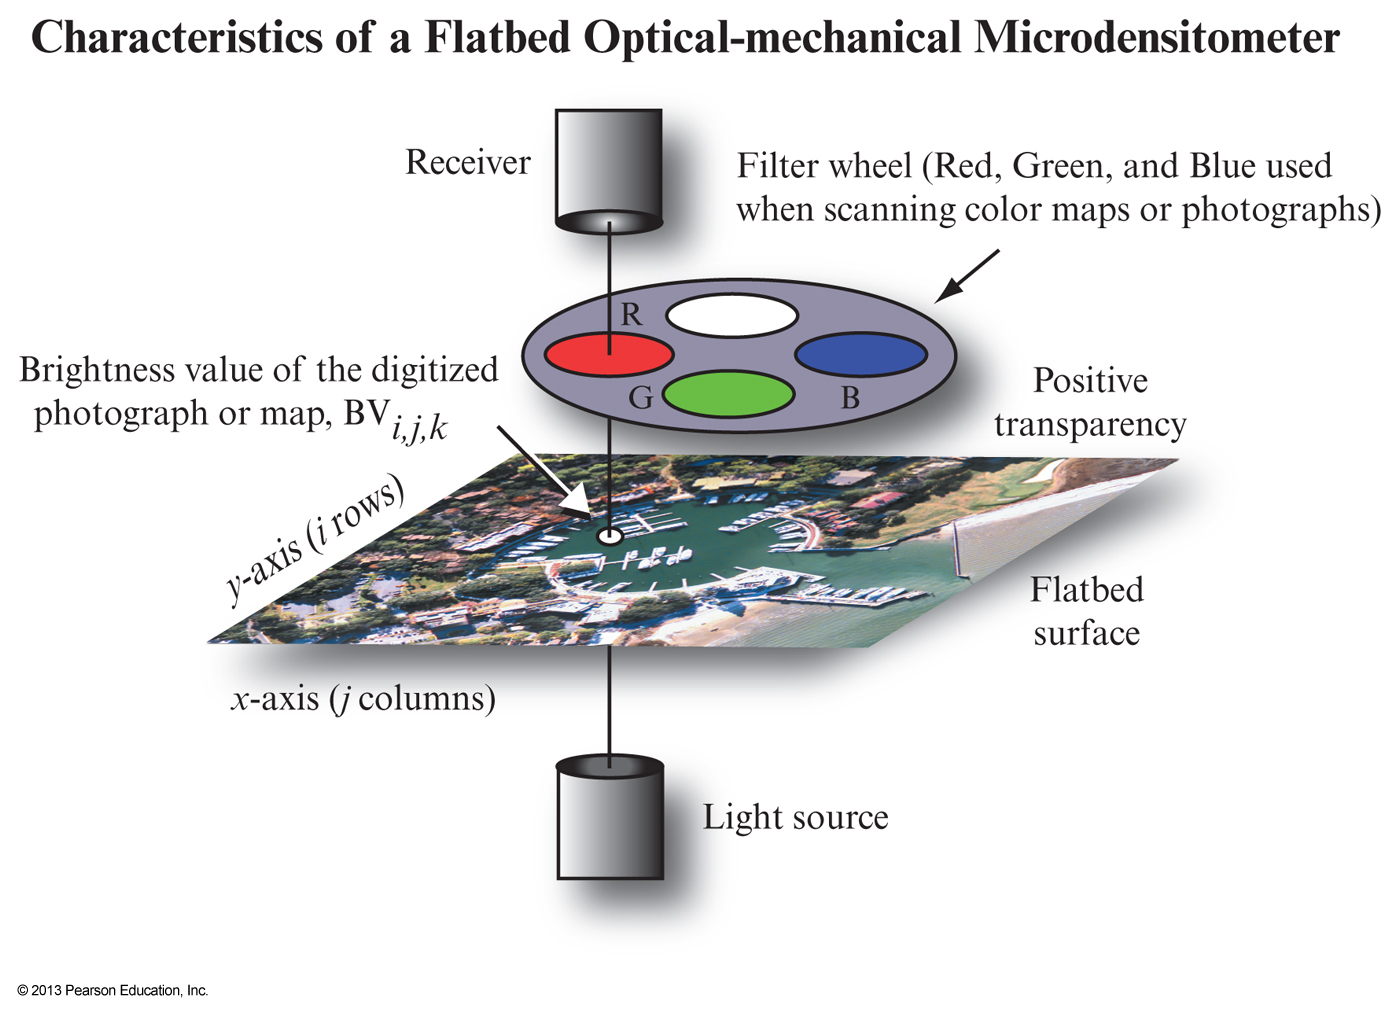 Characteristics of a Flatbed Optical-mechanical Microdensitometer
Receiver
Filter wheel (Red, Green, and Blue used
when scanning color maps or photographs)
R
G
B
Brightness value of the digitized
photograph or map, BVi,j,k
Positive
transparency
y-axis (i rows)
Flatbed
surface
x-axis (j columns)
Light source
© 2013 Pearson Education, Inc.